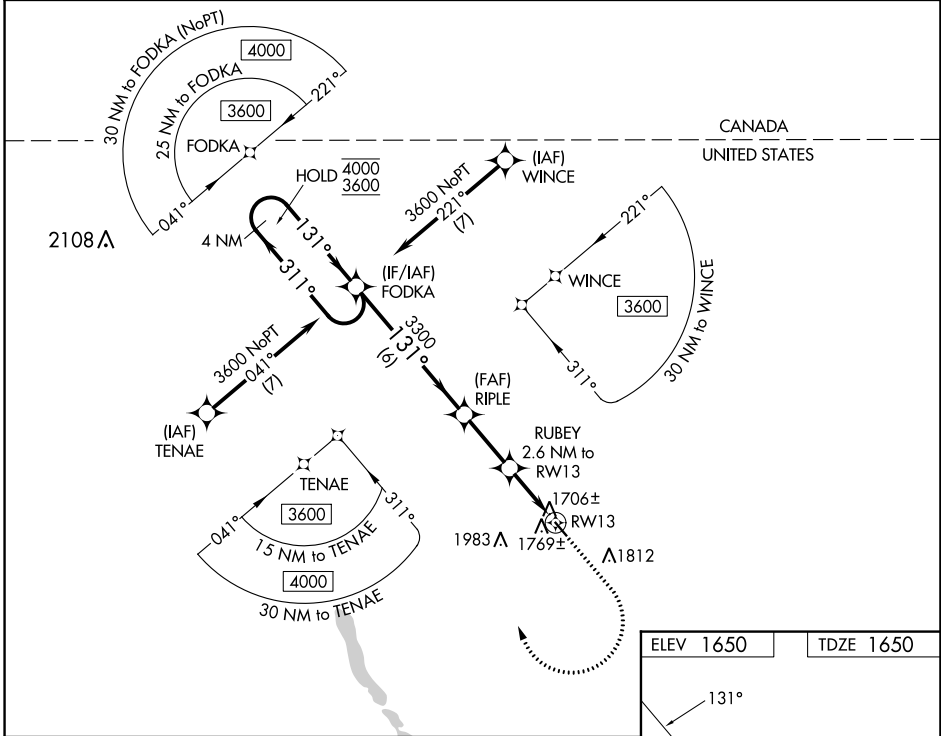 30 NM to FODKA (NoPT)
4000
25 NM to FODKA
3600
221°
FODKA
041°
CANADA
UNITED STATES
HOLD 4000
3600
(IAF)
WINCE
3600 NoPT
221°
(7)
2108
4 NM
131°
311°
(IF/IAF)
FODKA
221°
WINCE
3600
30 NM to WINCE
311°
3300
131°
(6)
3600 NoPT
041°
(7)
(IAF)
TENAE
(FAF)
RIPLE
RUBEY
2.6 NM to
RW13
TENAE
041°
311°
3600
15 NM to TENAE
4000
30 NM to TENAE
1706±
RW13
1983
1769±
1812
ELEV 1650
TDZE 1650
131°